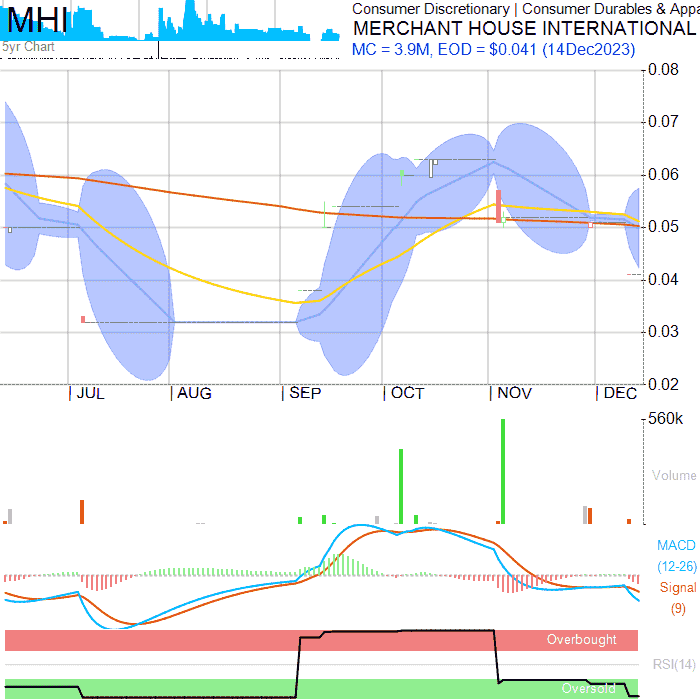 MHI
5yr Chart
Consumer Discretionary | Consumer Durables & Appa
MERCHANT HOUSE INTERNATIONAL
MC = 3.9M, EOD = $0.041 (14Dec2023)
0.08
0.07
0.06
0.05
0.04
0.03
0.02
| JUL | AUG | SEP | OCT | NOV | DEC
560k
Volume
MACD
(12-26)
Signal
(9)
Overbought
RSI(14)
Oversold